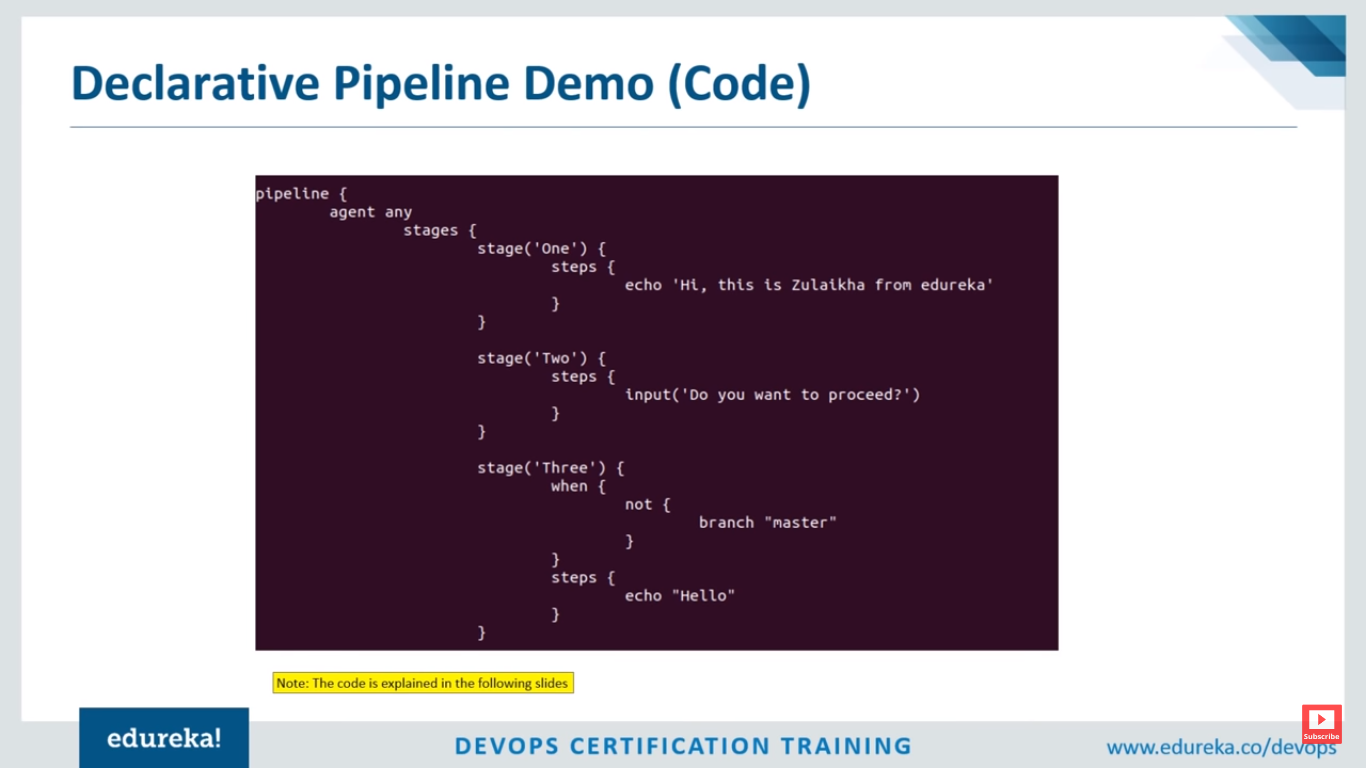 Declarative Pipeline Demo (Code)
pipeline {
agent any
stages {
stage('One') {
steps {
echo 'Hi, this is Zulaikha from edureka'
}
}
stage('Two') {
steps {
input('Do you want to proceed?')
}
}
stage('Three') {
when {
not {
branch "master"
}
}
steps {
echo "Hello"
}
}
Note: The code is explained in the following slides
edureka!
DEVOPS CERTIFICATION TRAINING
www.edureka.co/devops
Subscribe